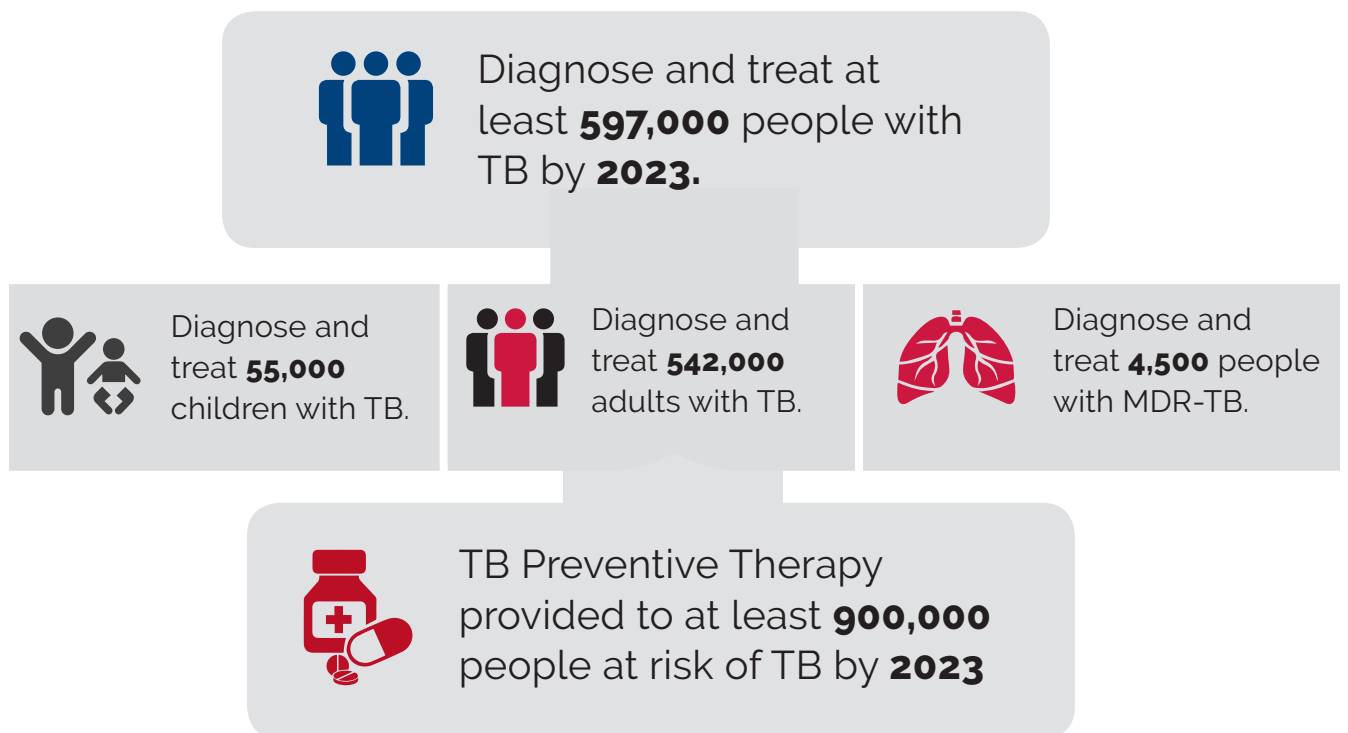 Diagnose and treat at
least 597,000 people with
TB by 2023.
Diagnose and
treat 55,000
children with TB.
Diagnose and
treat 542,000
adults with TB.
Diagnose and
treat 4,500 people
with MDR-TB.
TB Preventive Therapy
provided to at least 900,000
people at risk of TB by 2023